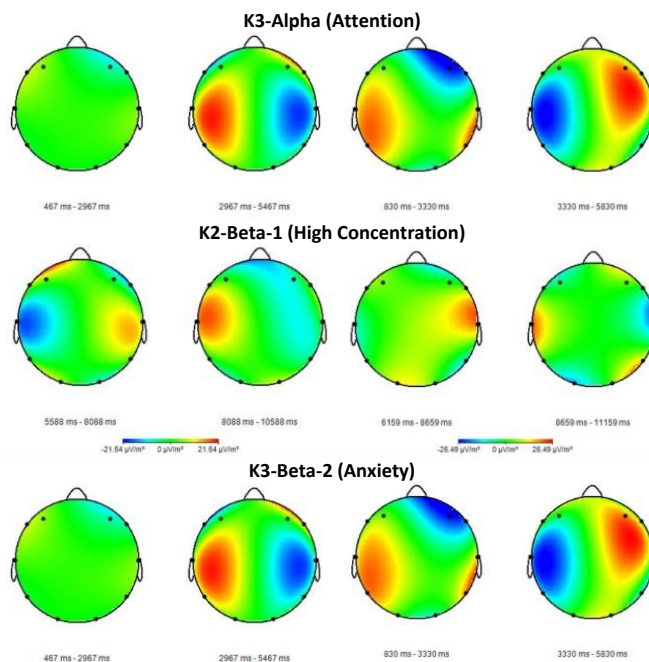 K3-Alpha (Attention)
467 ms - 2967 ms 2967 ms - 5467 ms 830 ms - 3330 ms 3330 ms - 5830 ms
K2-Beta-1 (High Concentration)
5588 ms - 8088 ms 8088 ms - 10588 ms 6159 ms - 8659 ms 8659 ms - 11159 ms
-21.64 µV/m² 0 µV/m² 21.64 µV/m² -26.49 µV/m² 0 µV/m² 26.49 µV/m²
K3-Beta-2 (Anxiety)
467 ms - 2967 ms 2967 ms - 5467 ms 830 ms - 3330 ms 3330 ms - 5830 ms